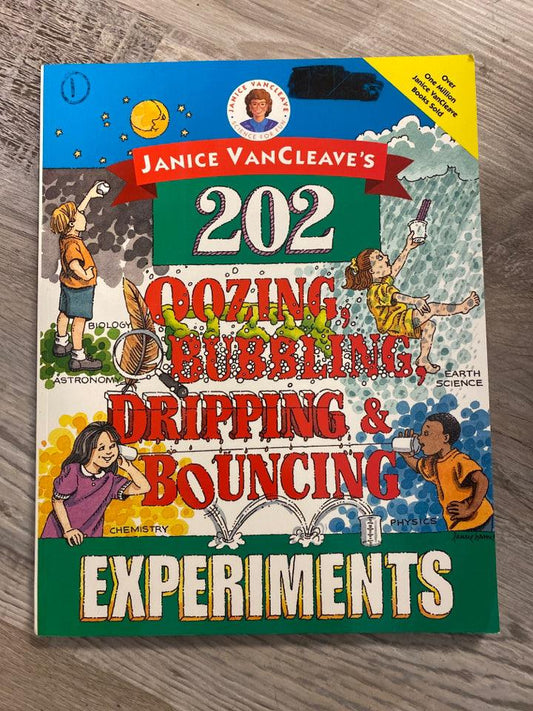 1
Over
One Million
Janice VanCleave
Books Sold
JANICE VANCLEAVE
SCIENCE FOR FUN
JANICE VANCLEAVE'S
202
OOZING,
BUBBLING,
DRIPPING &
BOUNCING
EXPERIMENTS
BIOLOGY
ASTRONOMY
EARTH
SCIENCE
CHEMISTRY
PHYSICS